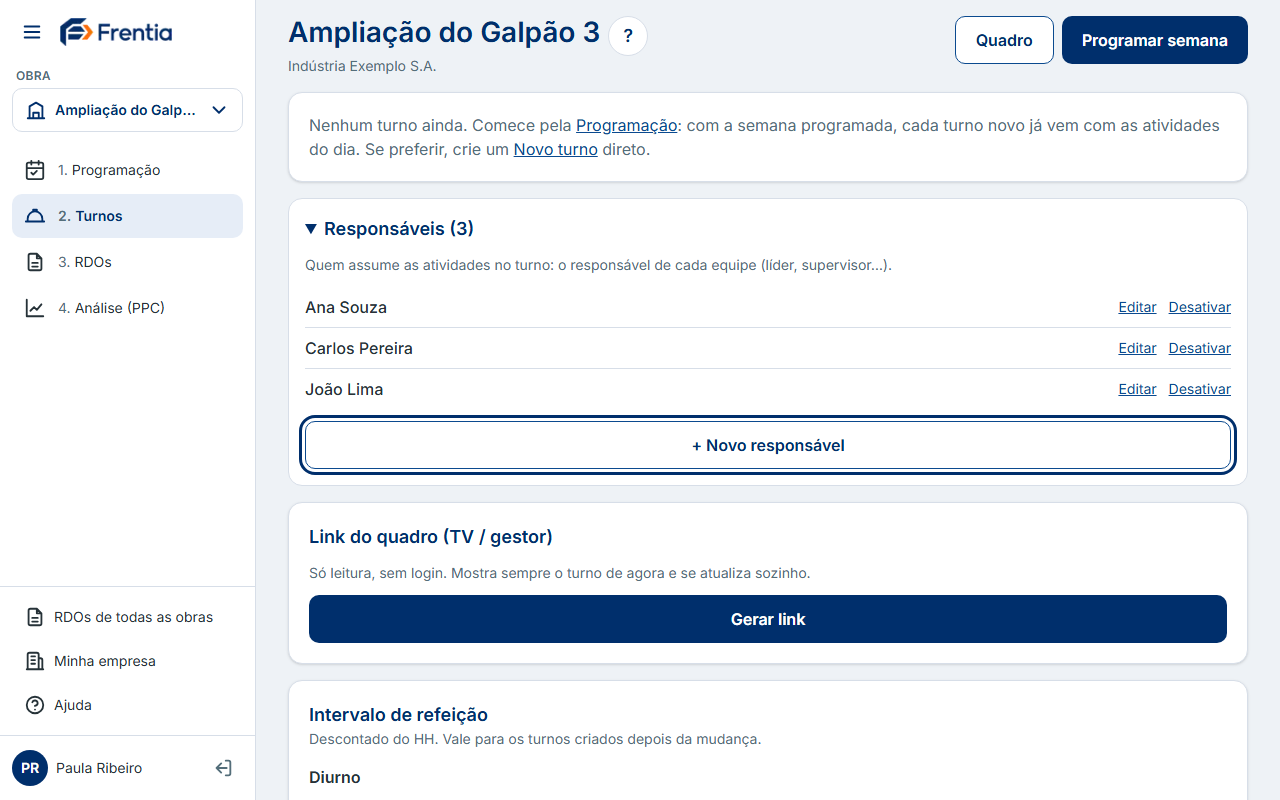 Frentia
OBRA
Ampliação do Galp...
1. Programação
2. Turnos
3. RDOs
4. Análise (PPC)
RDOs de todas as obras
Minha empresa
Ajuda
PR
Paula Ribeiro
Ampliação do Galpão 3
?
Indústria Exemplo S.A.
Quadro
Programar semana
Nenhum turno ainda. Comece pela Programação: com a semana programada, cada turno novo já vem com as atividades
do dia. Se preferir, crie um Novo turno direto.
Responsáveis (3)
Quem assume as atividades no turno: o responsável de cada equipe (líder, supervisor...).
Ana Souza Editar Desativar
Carlos Pereira Editar Desativar
João Lima Editar Desativar
+ Novo responsável
Link do quadro (TV / gestor)
Só leitura, sem login. Mostra sempre o turno de agora e se atualiza sozinho.
Gerar link
Intervalo de refeição
Descontado do HH. Vale para os turnos criados depois da mudança.
Diurno